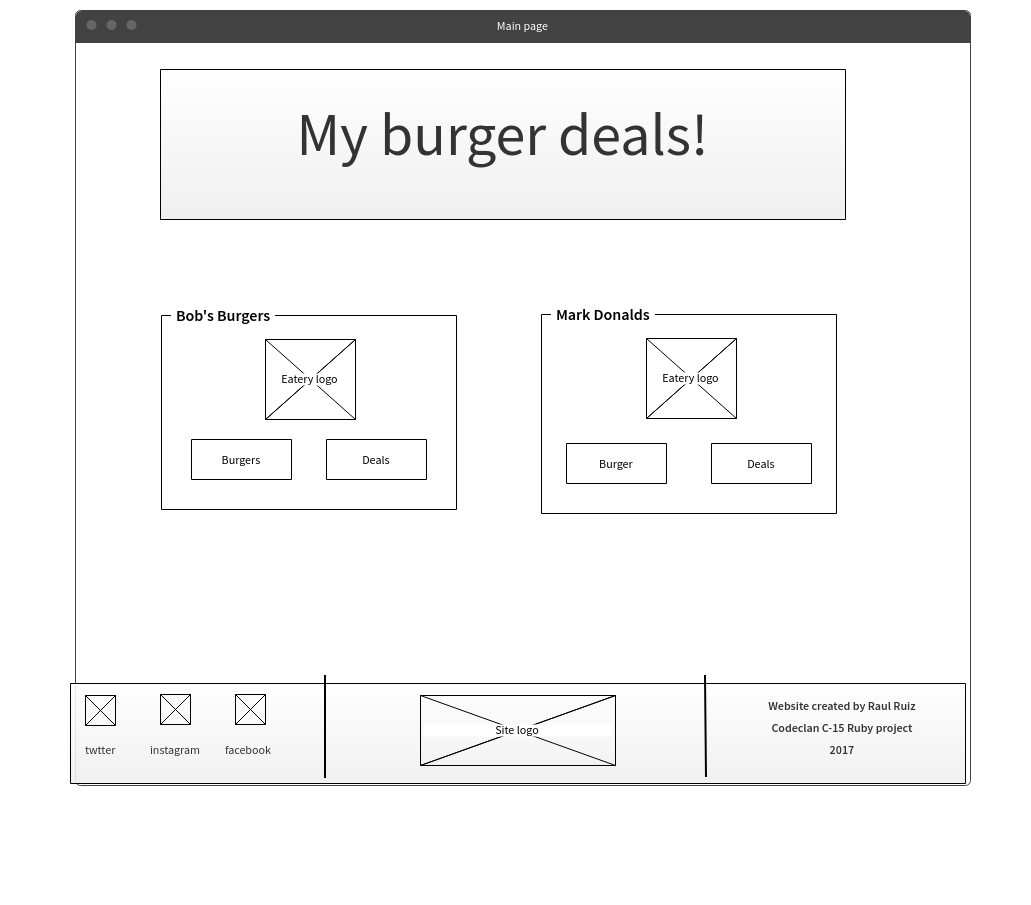 Main page
My burger deals!
Bob's Burgers
Eatery logo
Burgers
Deals
Mark Donalds
Eatery logo
Burger
Deals
twtter
instagram
facebook
Site logo
Website created by Raul Ruiz
Codeclan C-15 Ruby project
2017